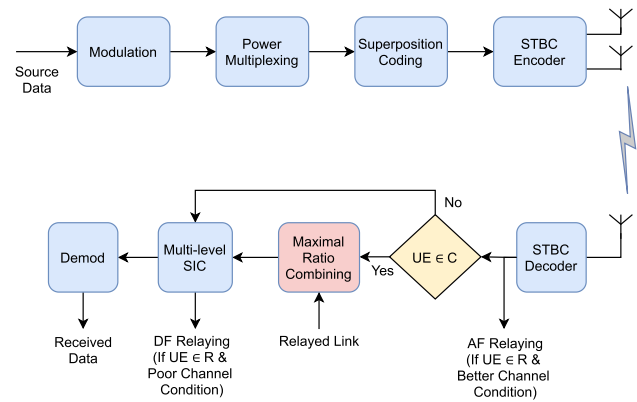 Source
Data
Modulation
Power
Multiplexing
Superposition
Coding
STBC
Encoder
No
Demod
Multi-level
SIC
Maximal
Ratio
Combining
Yes
UE ∈ C
STBC
Decoder
Received
Data
DF Relaying
(If UE ∈ R &
Poor Channel
Condition)
Relayed Link
AF Relaying
(If UE ∈ R &
Better Channel
Condition)